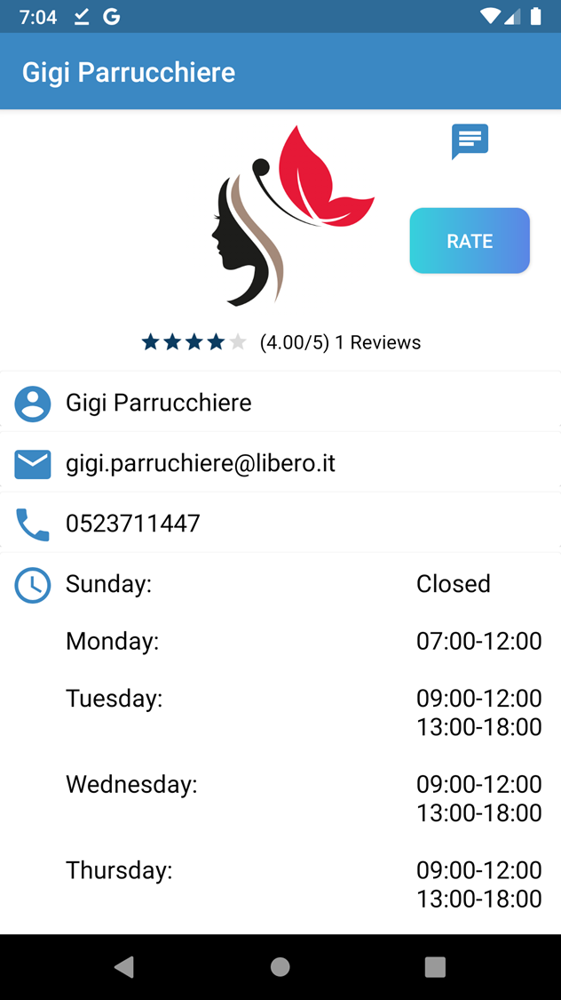 7:04
Gigi Parrucchiere
RATE
(4.00/5) 1 Reviews
Gigi Parrucchiere
gigi.parruchiere@libero.it
0523711447
Sunday: Closed
Monday: 07:00-12:00
Tuesday: 09:00-12:00
13:00-18:00
Wednesday: 09:00-12:00
13:00-18:00
Thursday: 09:00-12:00
13:00-18:00